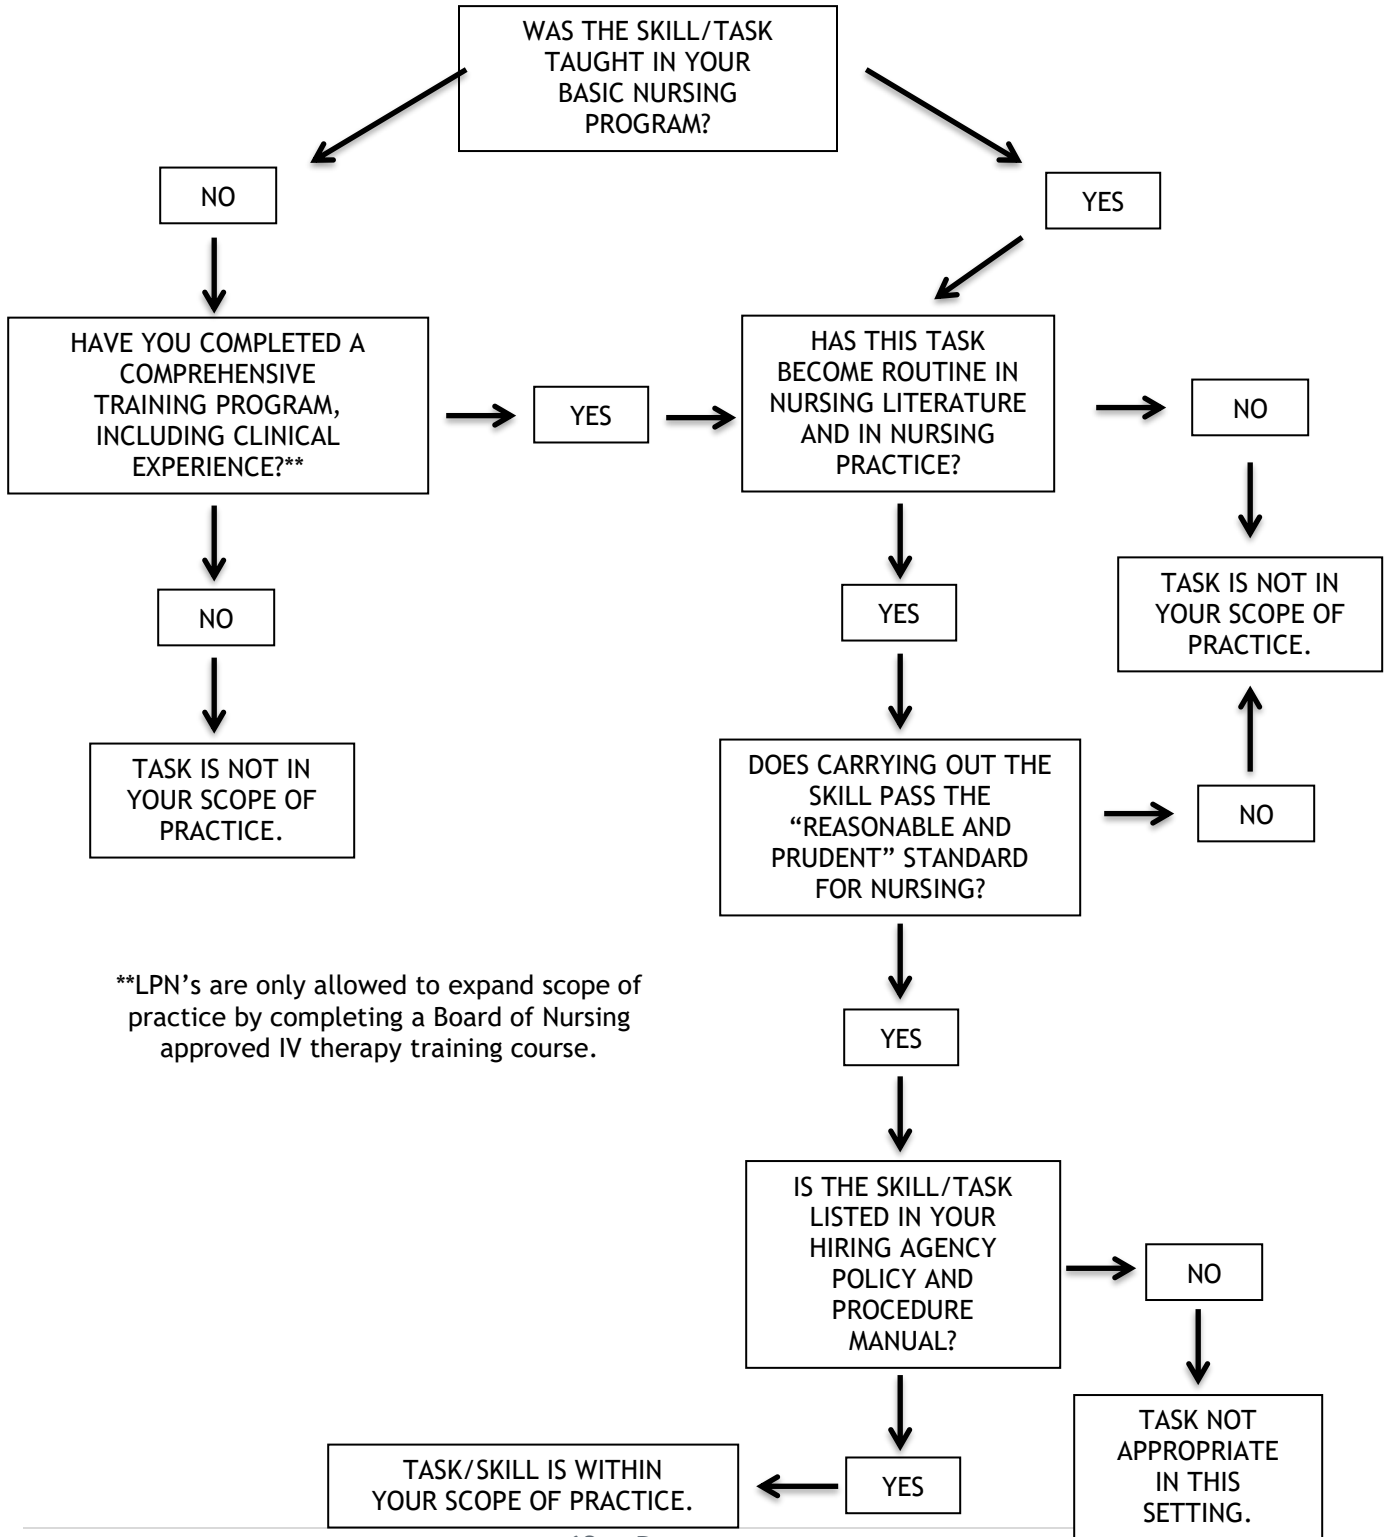 WAS THE SKILL/TASK
TAUGHT IN YOUR
BASIC NURSING
PROGRAM?
NO
YES
HAVE YOU COMPLETED A
COMPREHENSIVE
TRAINING PROGRAM,
INCLUDING CLINICAL
EXPERIENCE?**
YES
HAS THIS TASK
BECOME ROUTINE IN
NURSING LITERATURE
AND IN NURSING
PRACTICE?
NO
NO
YES
TASK IS NOT IN
YOUR SCOPE OF
PRACTICE.
TASK IS NOT IN
YOUR SCOPE OF
PRACTICE.
DOES CARRYING OUT THE
SKILL PASS THE
“REASONABLE AND
PRUDENT” STANDARD
FOR NURSING?
NO
**LPN’s are only allowed to expand scope of
practice by completing a Board of Nursing
approved IV therapy training course.
YES
IS THE SKILL/TASK
LISTED IN YOUR
HIRING AGENCY
POLICY AND
PROCEDURE
MANUAL?
NO
TASK NOT
APPROPRIATE
IN THIS
SETTING.
YES
TASK/SKILL IS WITHIN
YOUR SCOPE OF PRACTICE.